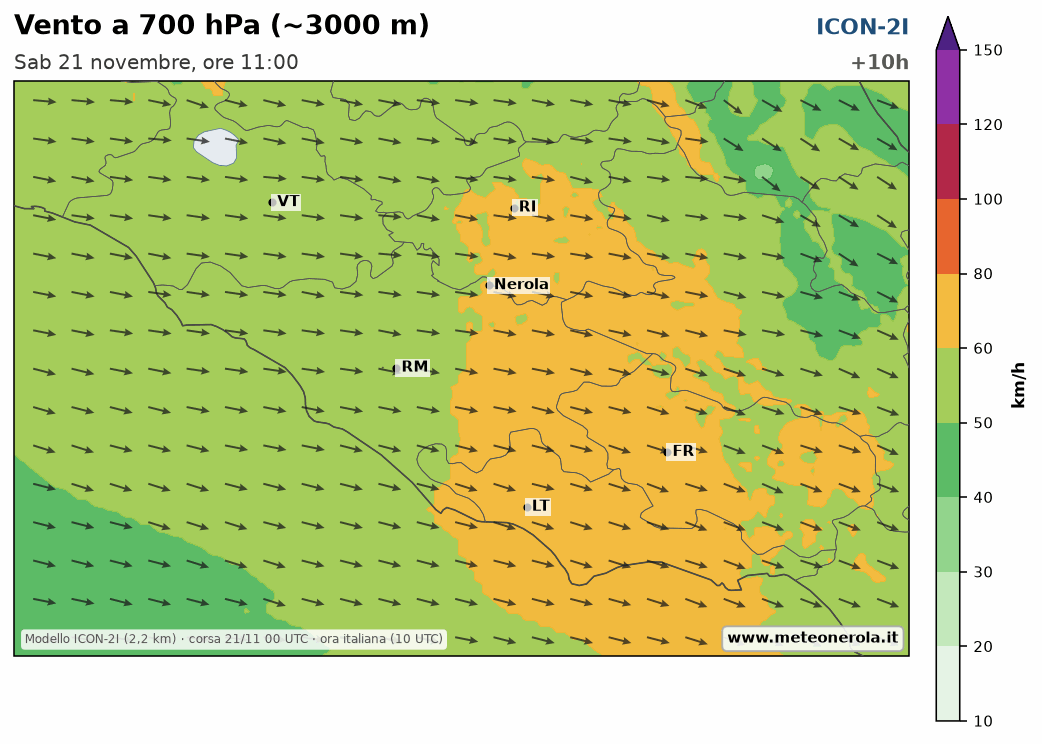 Vento a 700 hPa (~3000 m)
ICON-2I
Sab 21 novembre, ore 11:00
+10h
150
120
100
80
60
50
40
30
20
10
km/h
VT
RI
Nerola
RM
FR
LT
Modello ICON-2I (2,2 km) · corsa 21/11 00 UTC · ora italiana (10 UTC)
www.meteonerola.it